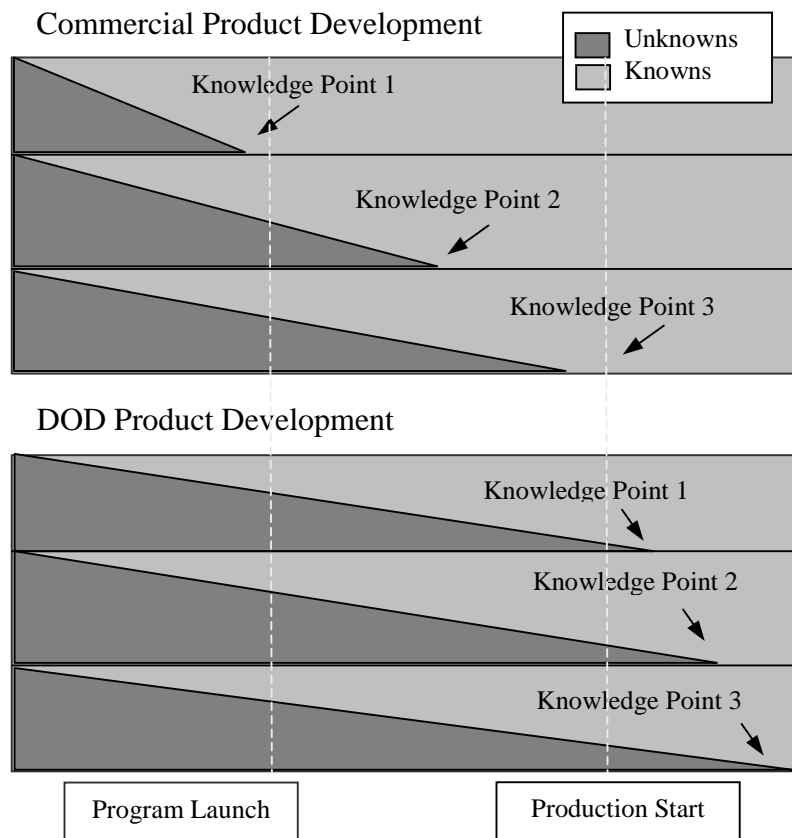 Commercial Product Development
Unknowns
Knowns
Knowledge Point 1
Knowledge Point 2
Knowledge Point 3
DOD Product Development
Knowledge Point 1
Knowledge Point 2
Knowledge Point 3
Program Launch
Production Start